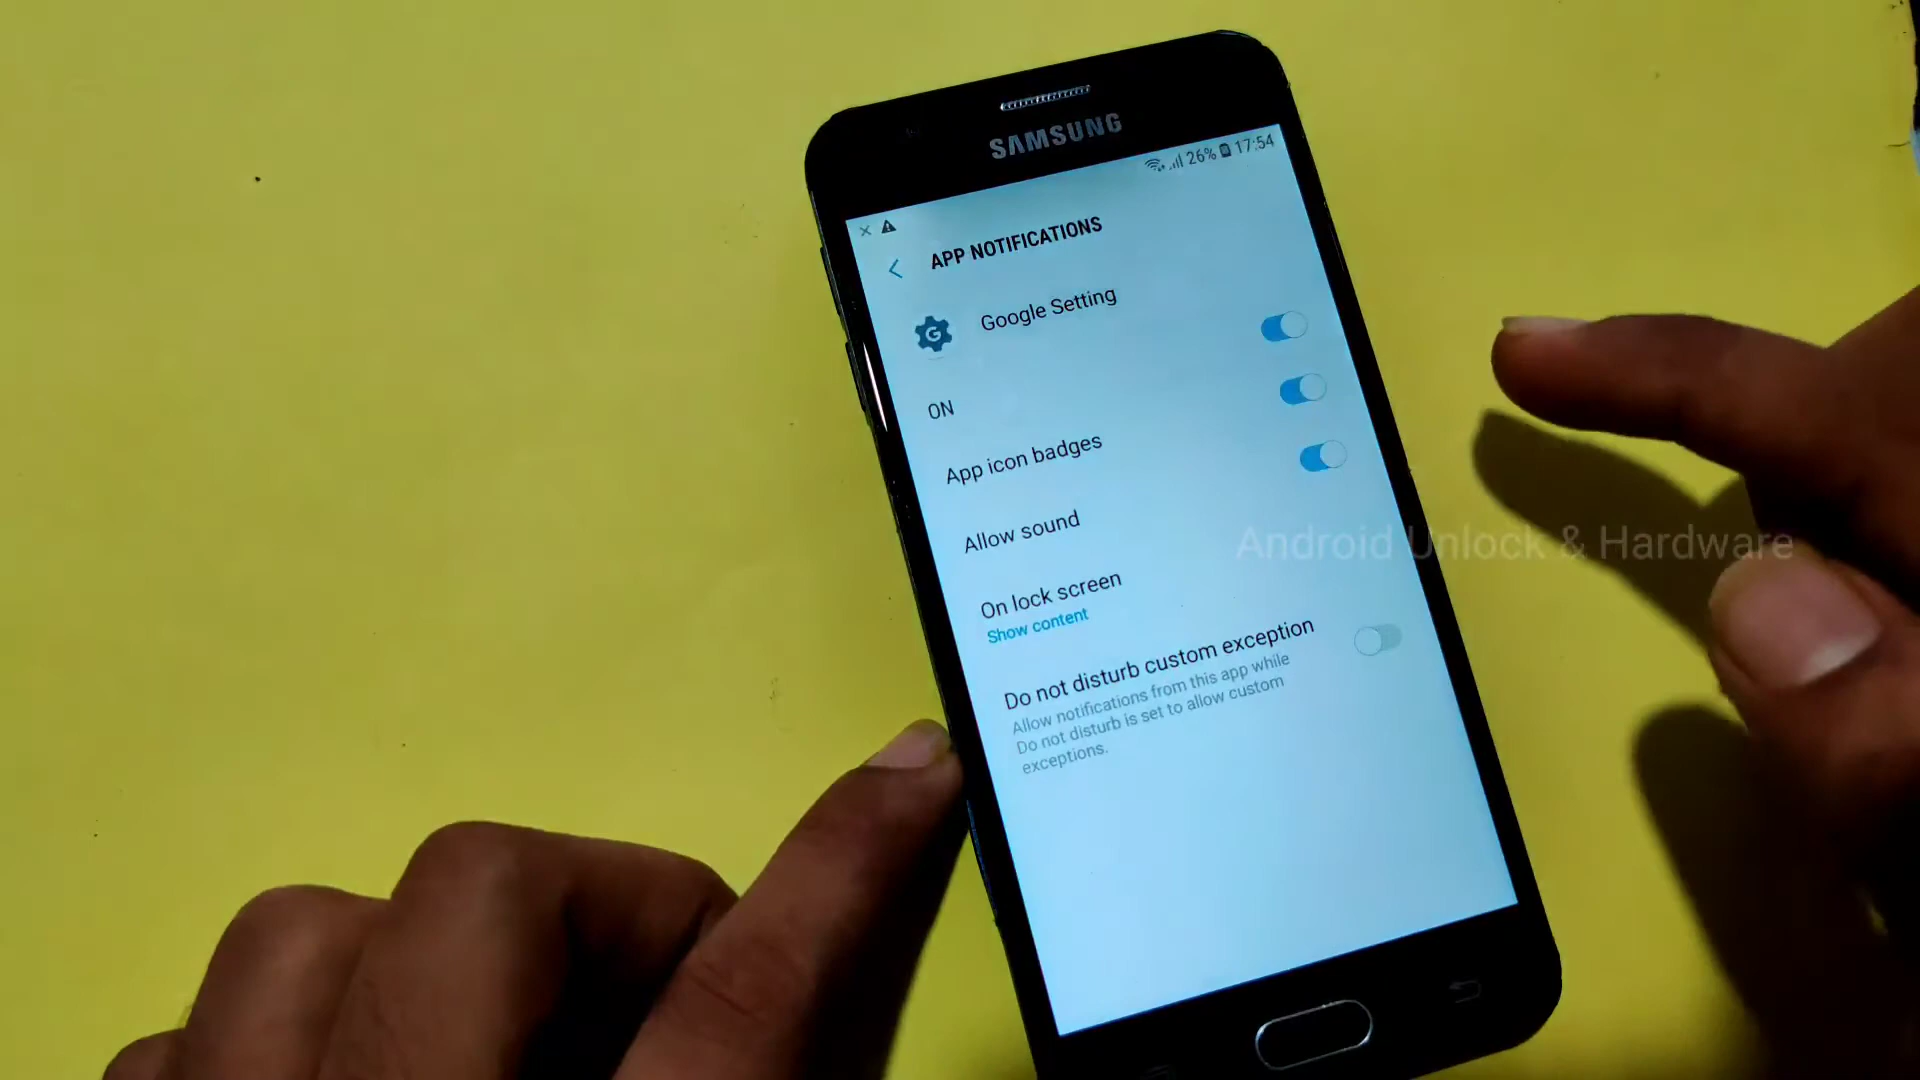 SAMSUNG
26% 17:54
APP NOTIFICATIONS
G
Google Setting
ON
App icon badges
Allow sound
On lock screen
Show content
Do not disturb custom exception
Allow notifications from this app while
Do not disturb is set to allow custom
exceptions.
Android Unlock & Hardware